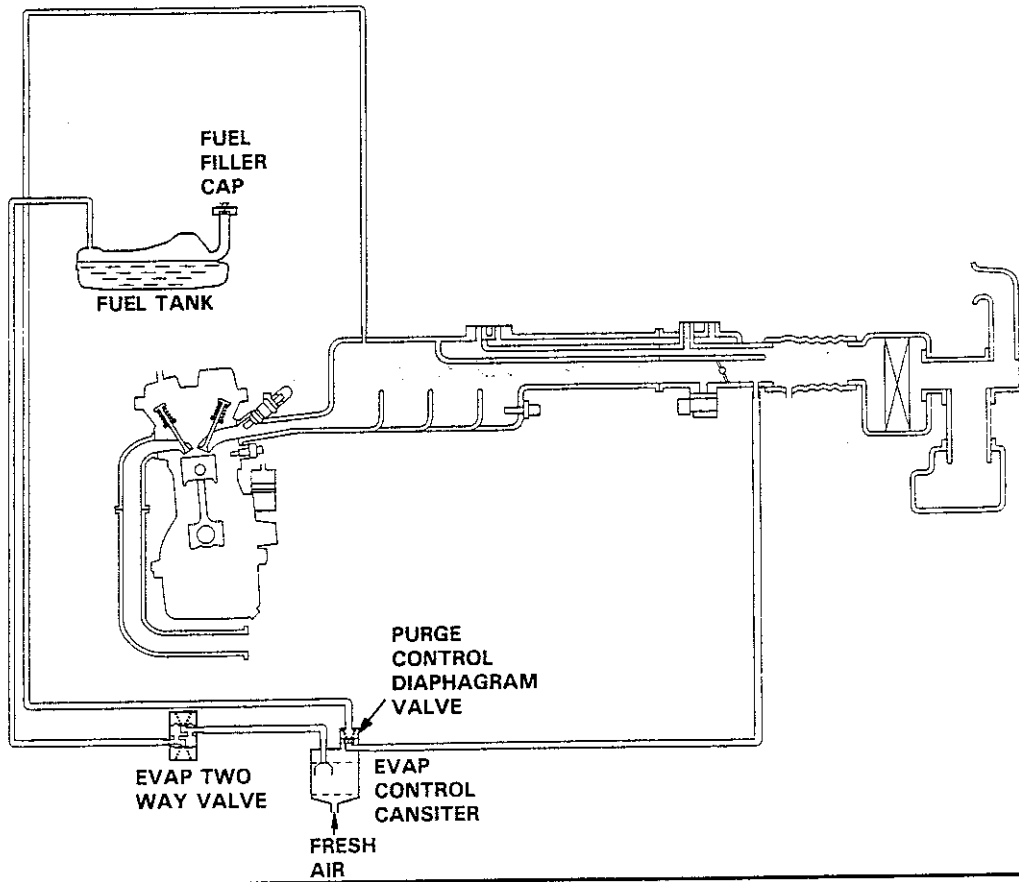 FUEL
FILLER
CAP
FUEL TANK
PURGE
CONTROL
DIAPHAGRAM
VALVE
EVAP TWO
WAY VALVE
EVAP
CONTROL
CANSITER
FRESH
AIR